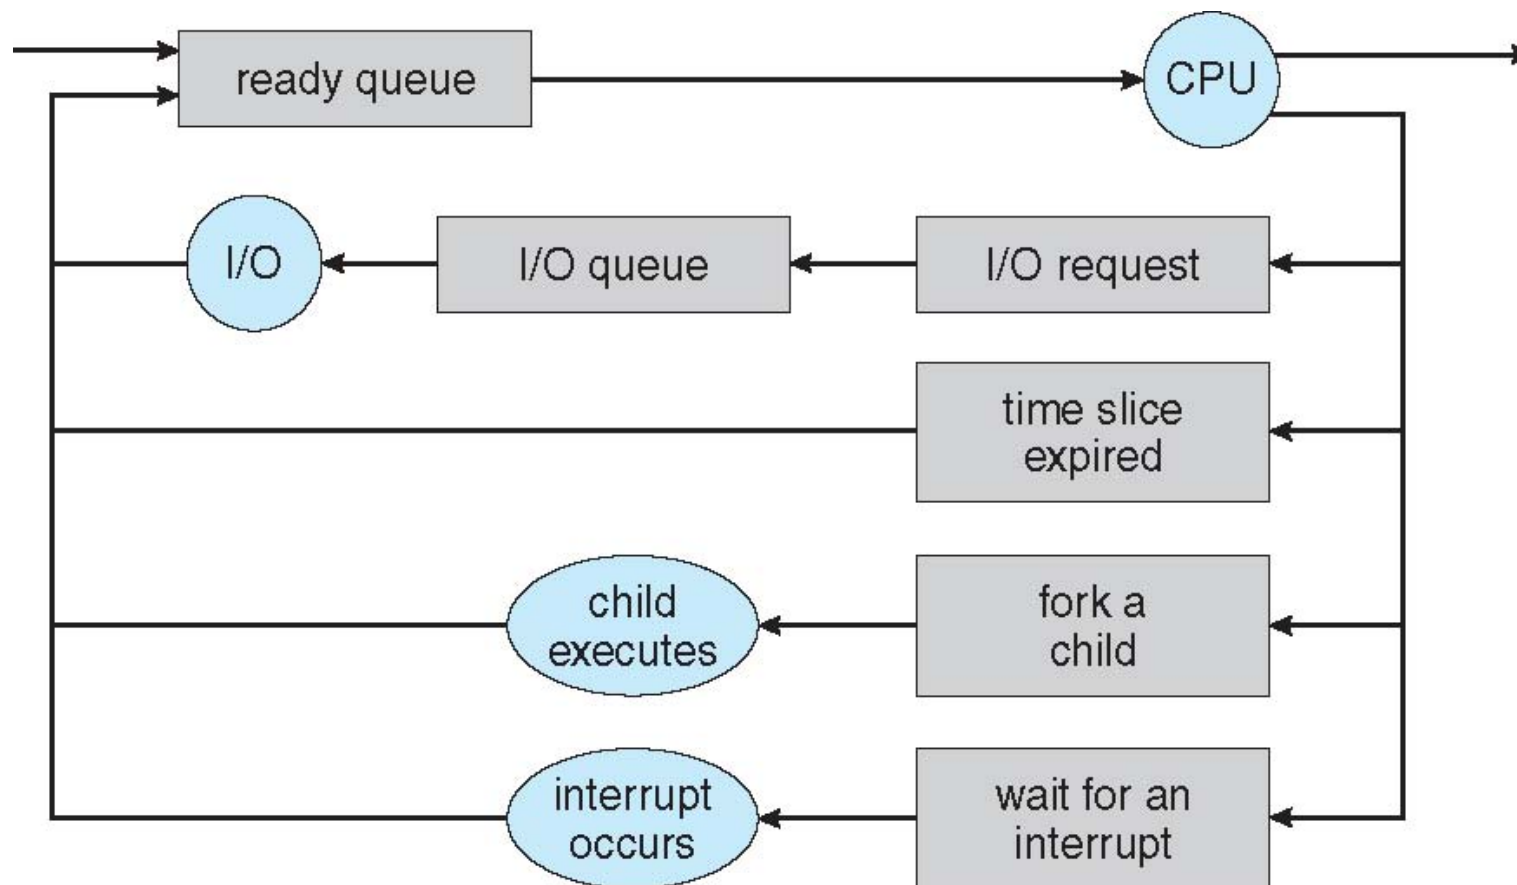 ready queue
CPU
I/O
I/O queue
I/O request
time slice
expired
child
executes
fork a
child
interrupt
occurs
wait for an
interrupt